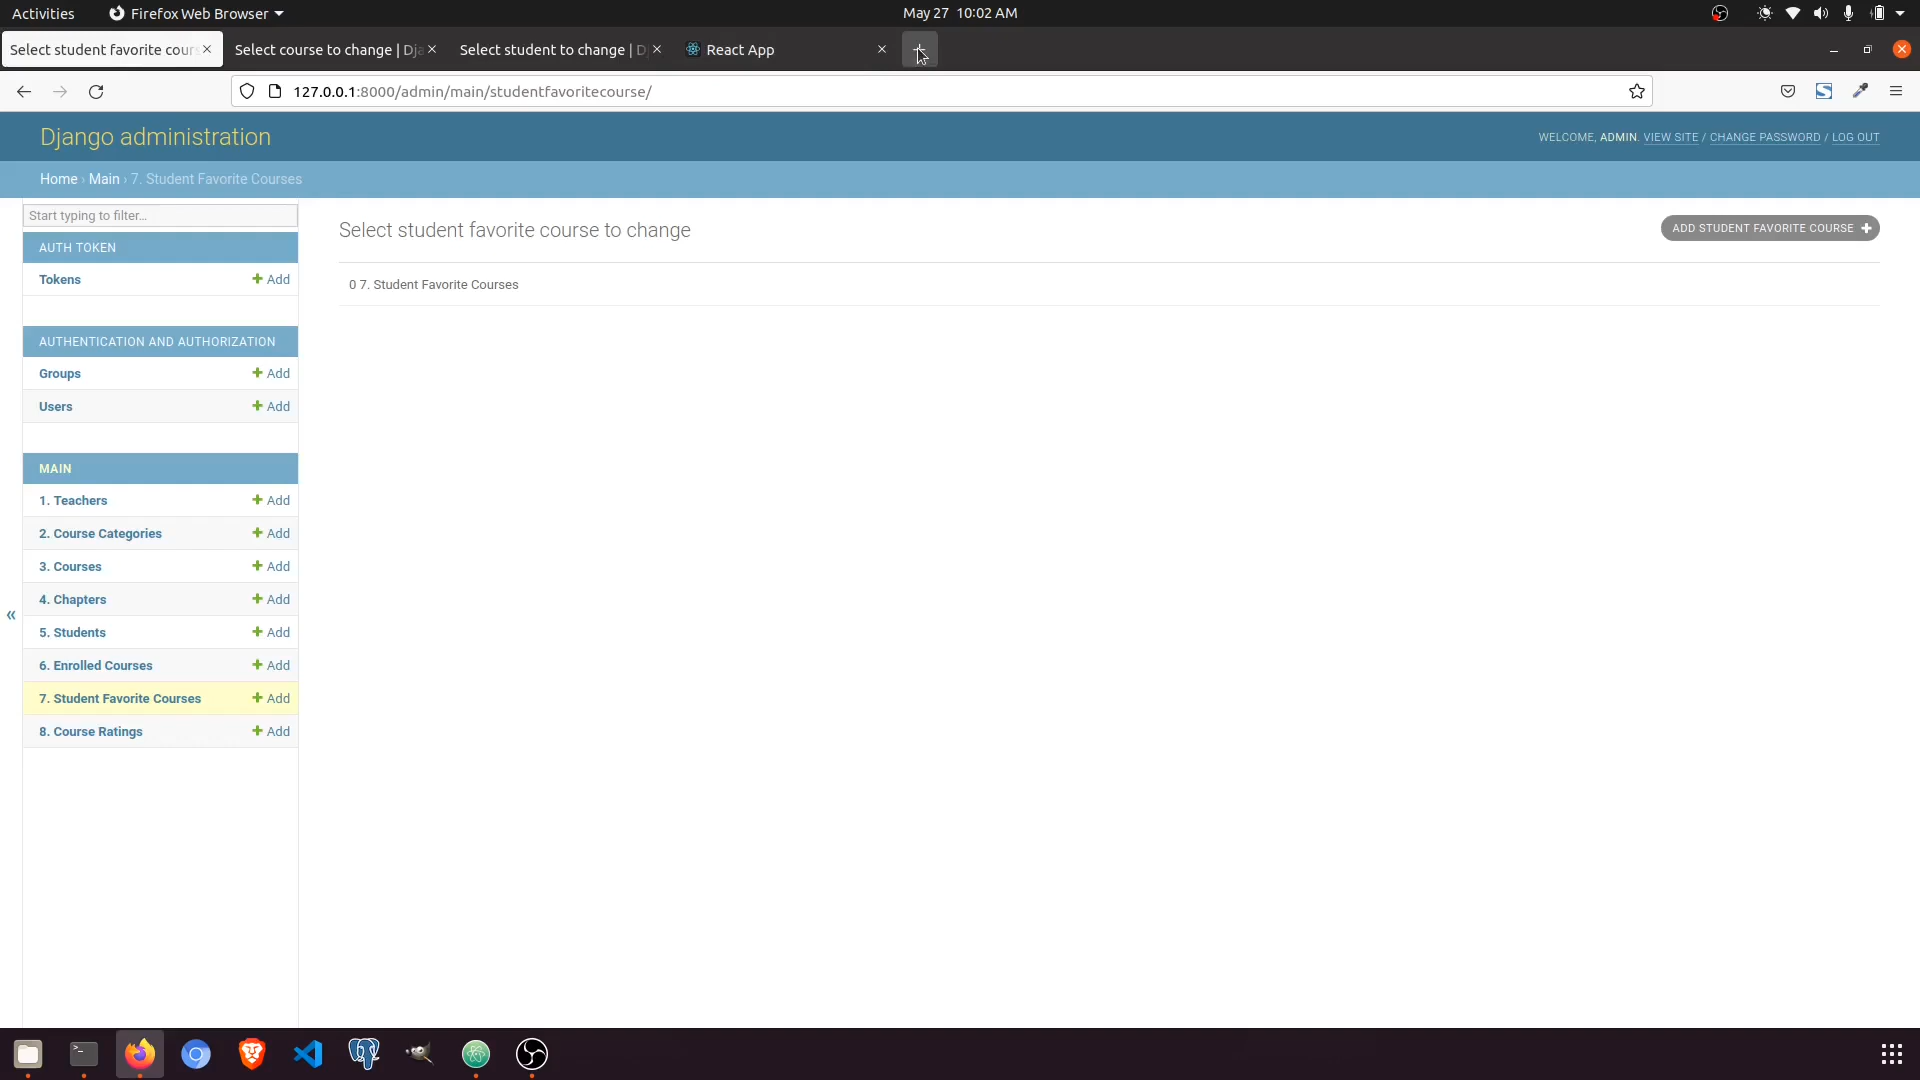 Activities
Firefox Web Browser
May 27 10:02 AM
Select student favorite cours
Select course to change | Dja
Select student to change | D
React App
127.0.0.1:8000/admin/main/studentfavoritecourse/
Django administration
WELCOME, ADMIN. VIEW SITE / CHANGE PASSWORD / LOG OUT
Home › Main › 7. Student Favorite Courses
Start typing to filter...
AUTH TOKEN
Tokens + Add
AUTHENTICATION AND AUTHORIZATION
Groups + Add
Users + Add
MAIN
1. Teachers + Add
2. Course Categories + Add
3. Courses + Add
4. Chapters + Add
5. Students + Add
6. Enrolled Courses + Add
7. Student Favorite Courses + Add
8. Course Ratings + Add
«
Select student favorite course to change
ADD STUDENT FAVORITE COURSE +
0 7. Student Favorite Courses